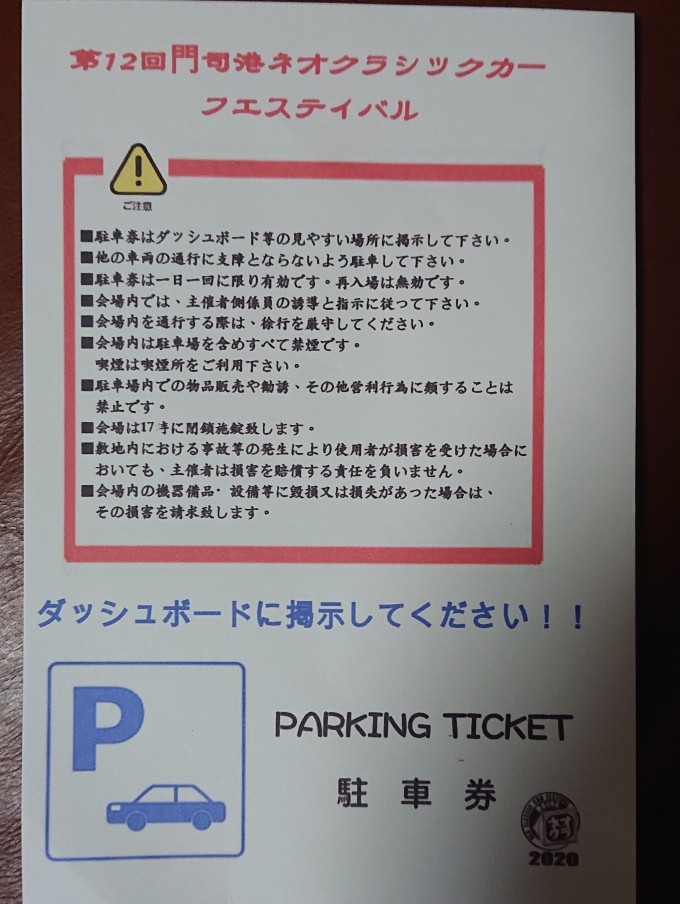 第12回門司港ネオクラシックカー
フェスティバル
ご注意
■駐車券はダッシュボード等の見やすい場所に掲示して下さい。
■他の車両の通行に支障とならないよう駐車して下さい。
■駐車券は一日一回に限り有効です。再入場は無効です。
■会場内では、主催者側係員の誘導と指示に従って下さい。
■会場内を通行する際は、徐行を厳守してください。
■会場内は駐車場を含めすべて禁煙です。
喫煙は喫煙所をご利用下さい。
■駐車場内での物品販売や勧誘、その他営利行為に類することは
禁止です。
■会場は17時に閉鎖施錠致します。
■敷地内における事故等の発生により使用者が損害を受けた場合に
おいても、主催者は損害を賠償する責任を負いません。
■会場内の機器備品・設備等に毀損又は損失があった場合は、
その損害を請求致します。
ダッシュボードに掲示してください！！
P
PARKING TICKET
駐車券
2020